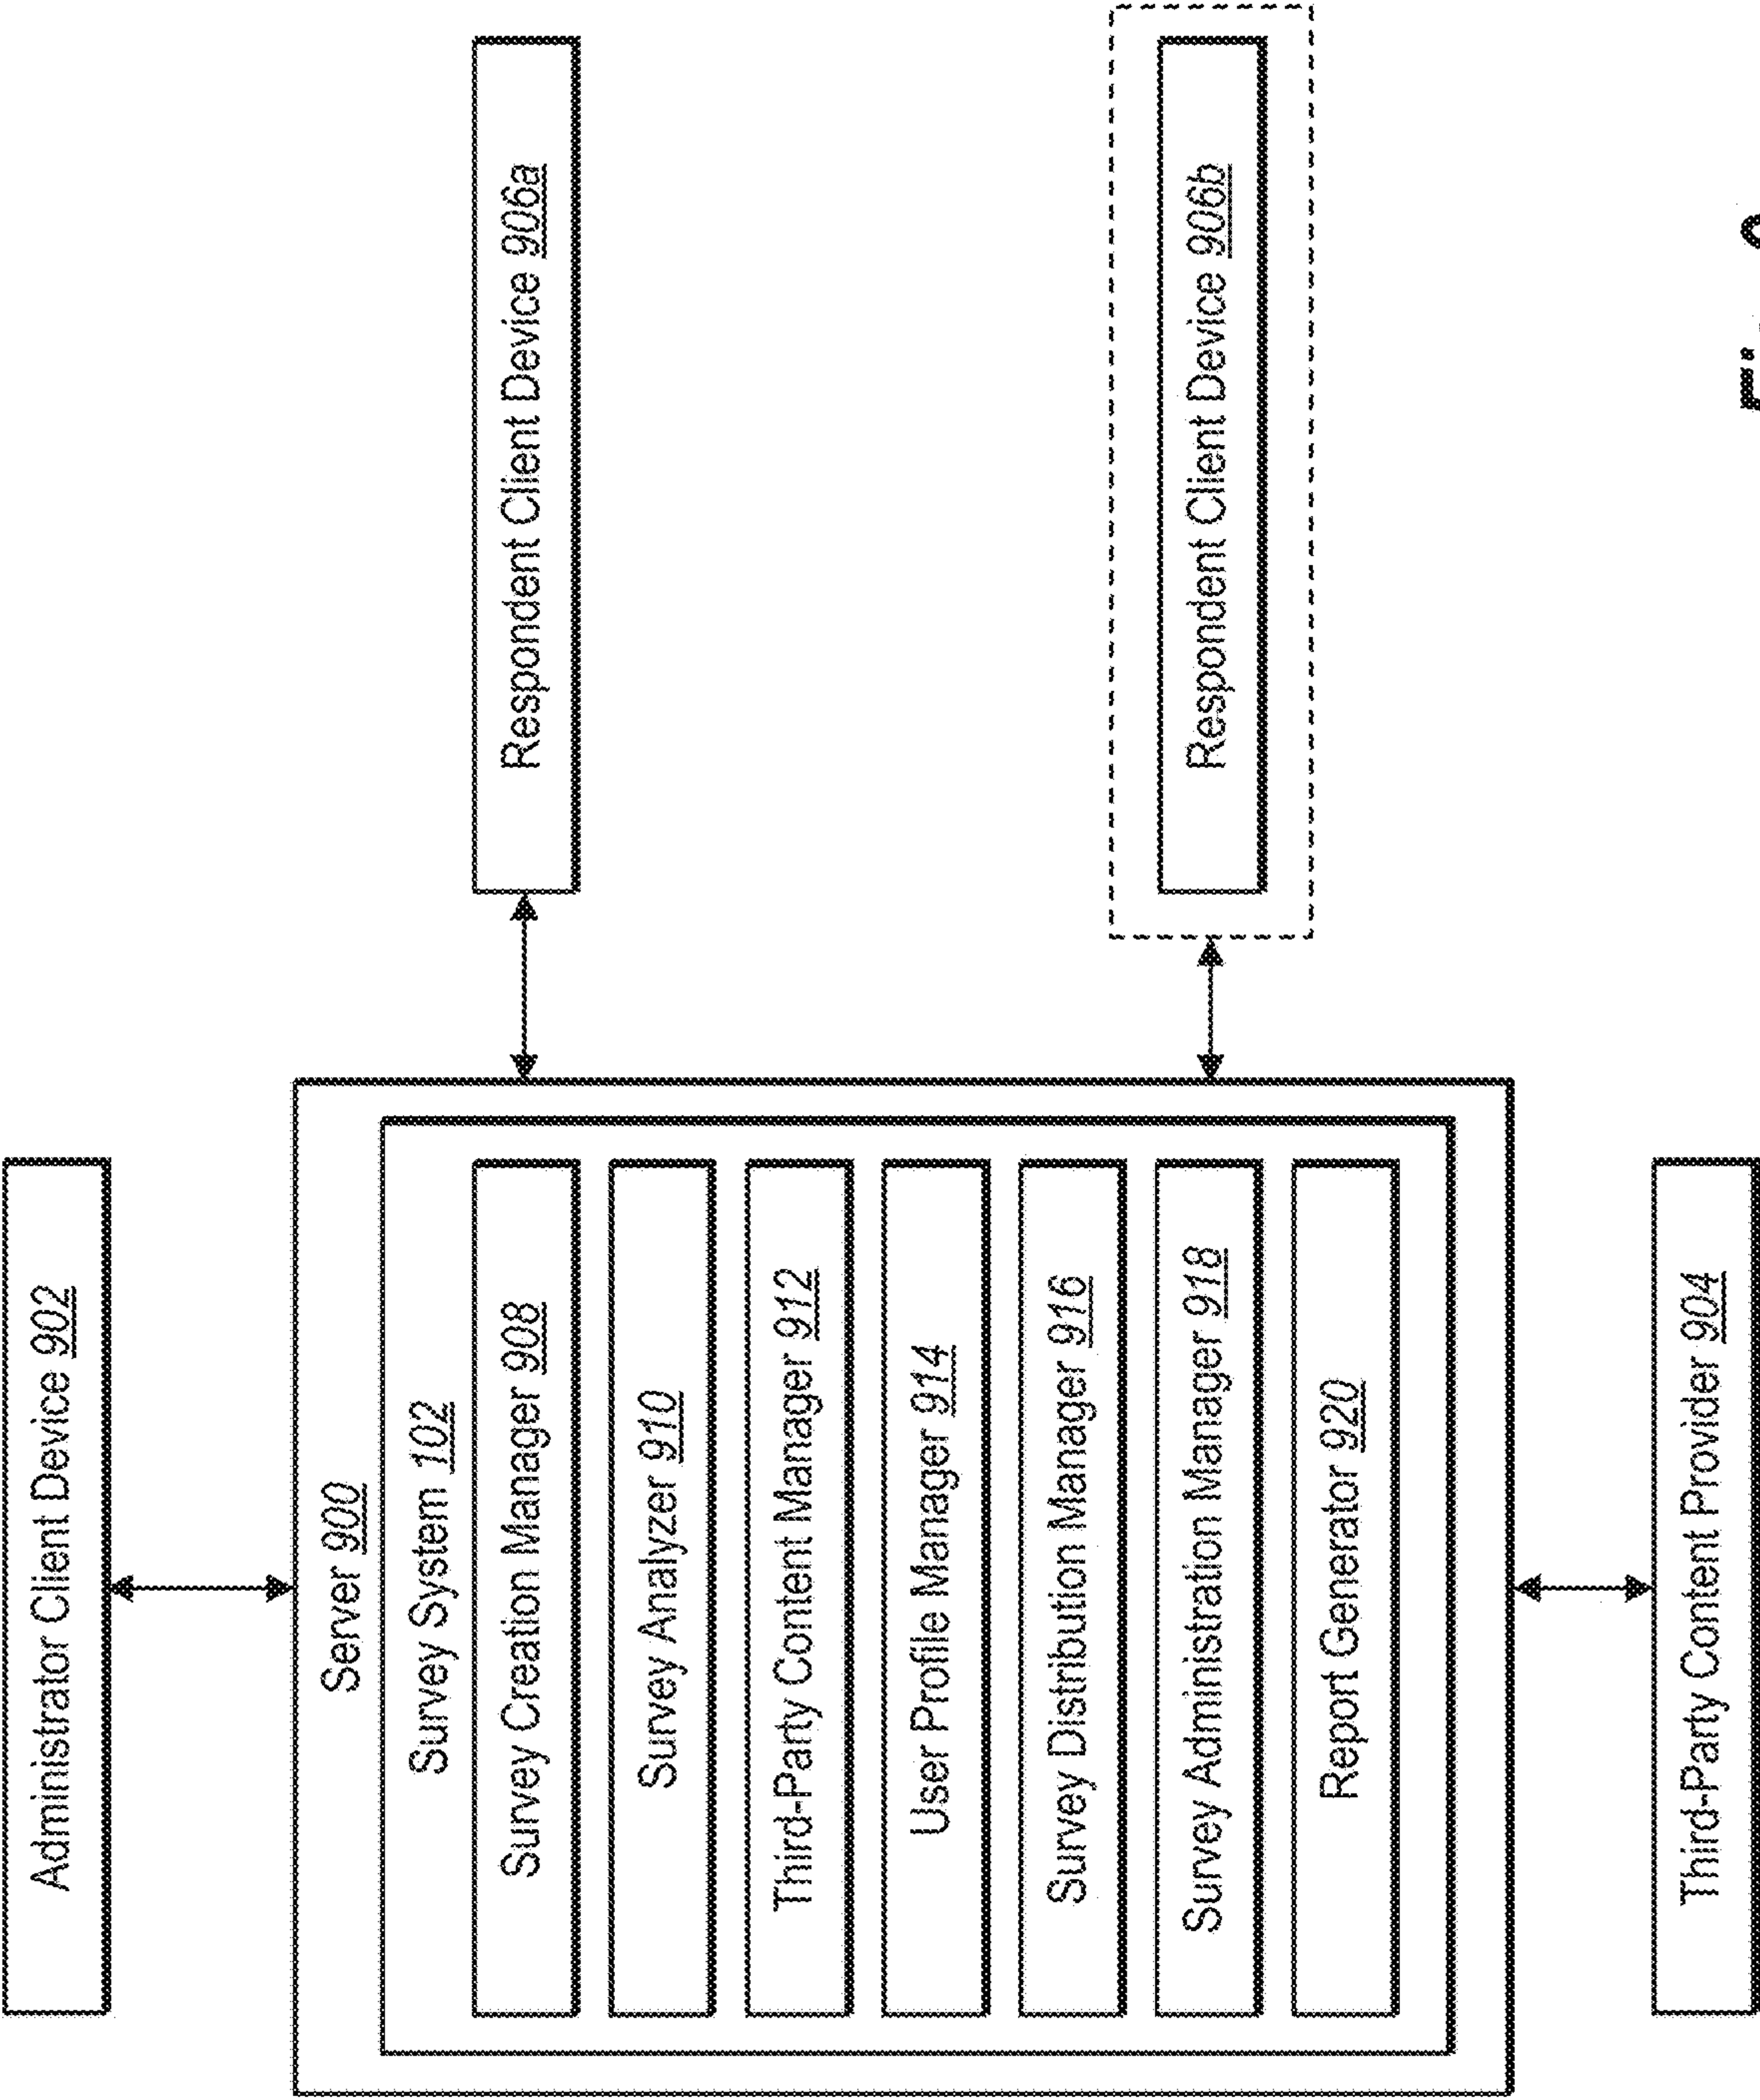 Administrator Client Device 902
Server 900
Survey System 102
Survey Creation Manager 908
Survey Analyzer 910
Third-Party Content Manager 912
User Profile Manager 914
Survey Distribution Manager 916
Survey Administration Manager 918
Report Generator 920
Third-Party Content Provider 904
Respondent Client Device 906a
Respondent Client Device 906b